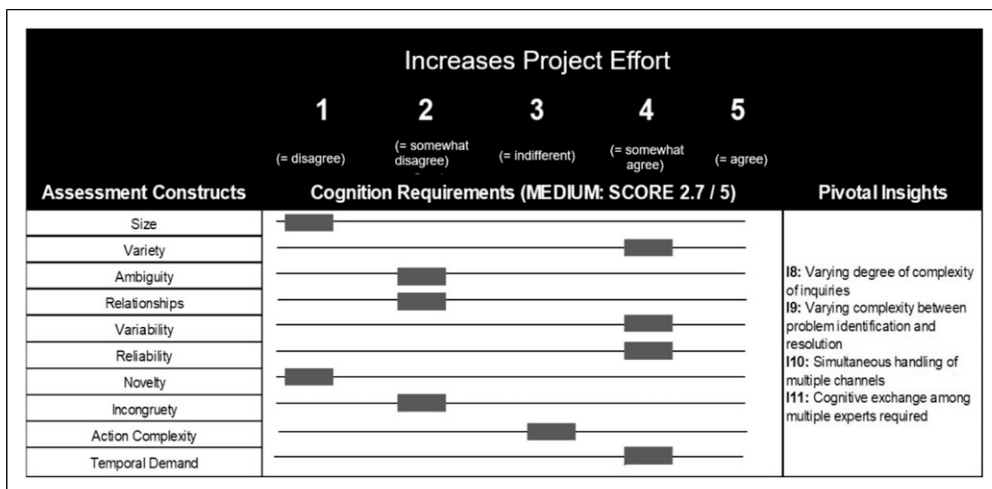 Increases Project Effort
1 2 3 4 5
(= disagree) (= somewhat disagree) (= indifferent) (= somewhat agree) (= agree)
Assessment Constructs Cognition Requirements (MEDIUM: SCORE 2.7 / 5) Pivotal Insights
Size
Variety
Ambiguity
Relationships
Variability
Reliability
Novelty
Incongruety
Action Complexity
Temporal Demand
I8: Varying degree of complexity
of inquiries
I9: Varying complexity between
problem identification and
resolution
I10: Simultaneous handling of
multiple channels
I11: Cognitive exchange among
multiple experts required